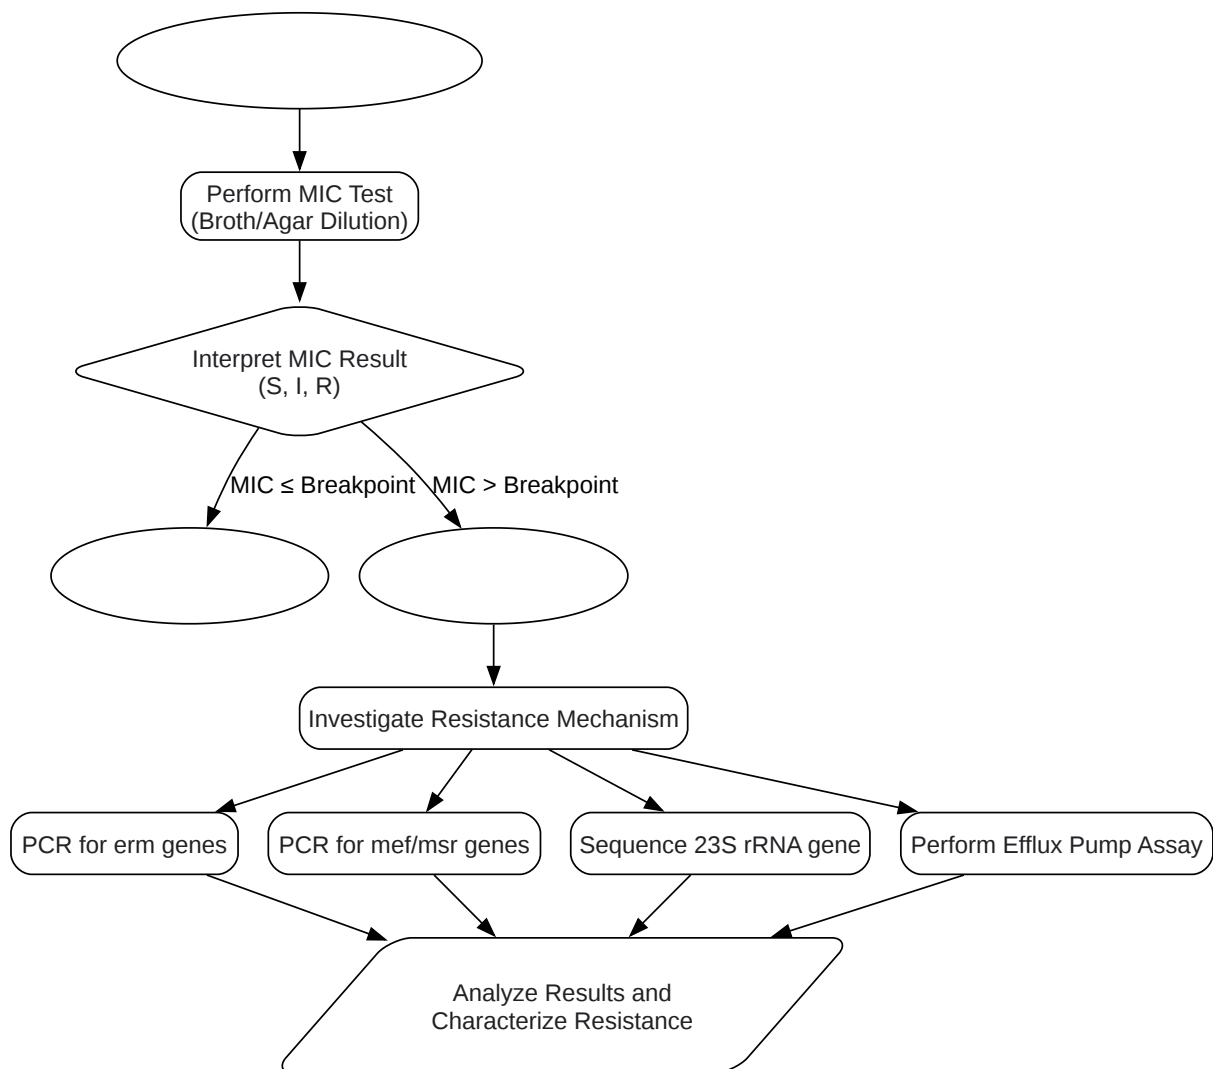 Perform MIC Test
(Broth/Agar Dilution)
Interpret MIC Result
(S, I, R)
MIC ≤ Breakpoint
MIC > Breakpoint
Investigate Resistance Mechanism
PCR for erm genes
PCR for mef/msr genes
Sequence 23S rRNA gene
Perform Efflux Pump Assay
Analyze Results and
Characterize Resistance